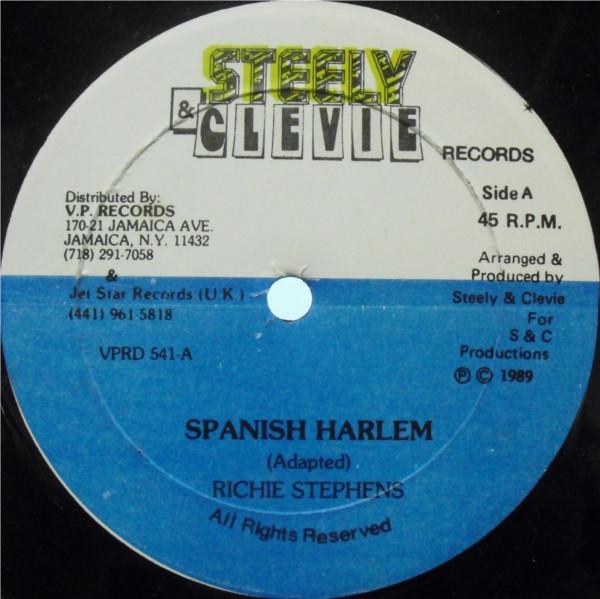 STEELY
& CLEVIE
RECORDS
Side A
45 R.P.M.
Distributed By:
V.P. RECORDS
170-21 JAMAICA AVE.
JAMAICA, N.Y. 11432
(718) 291-7058
&
Jet Star Records (U.K.)
(441) 961-5818
VPRD 541-A
Arranged &
Produced by
Steely & Clevie
For
S & C
Productions
Ⓟ © 1989
SPANISH HARLEM
(Adapted)
RICHIE STEPHENS
All Rights Reserved